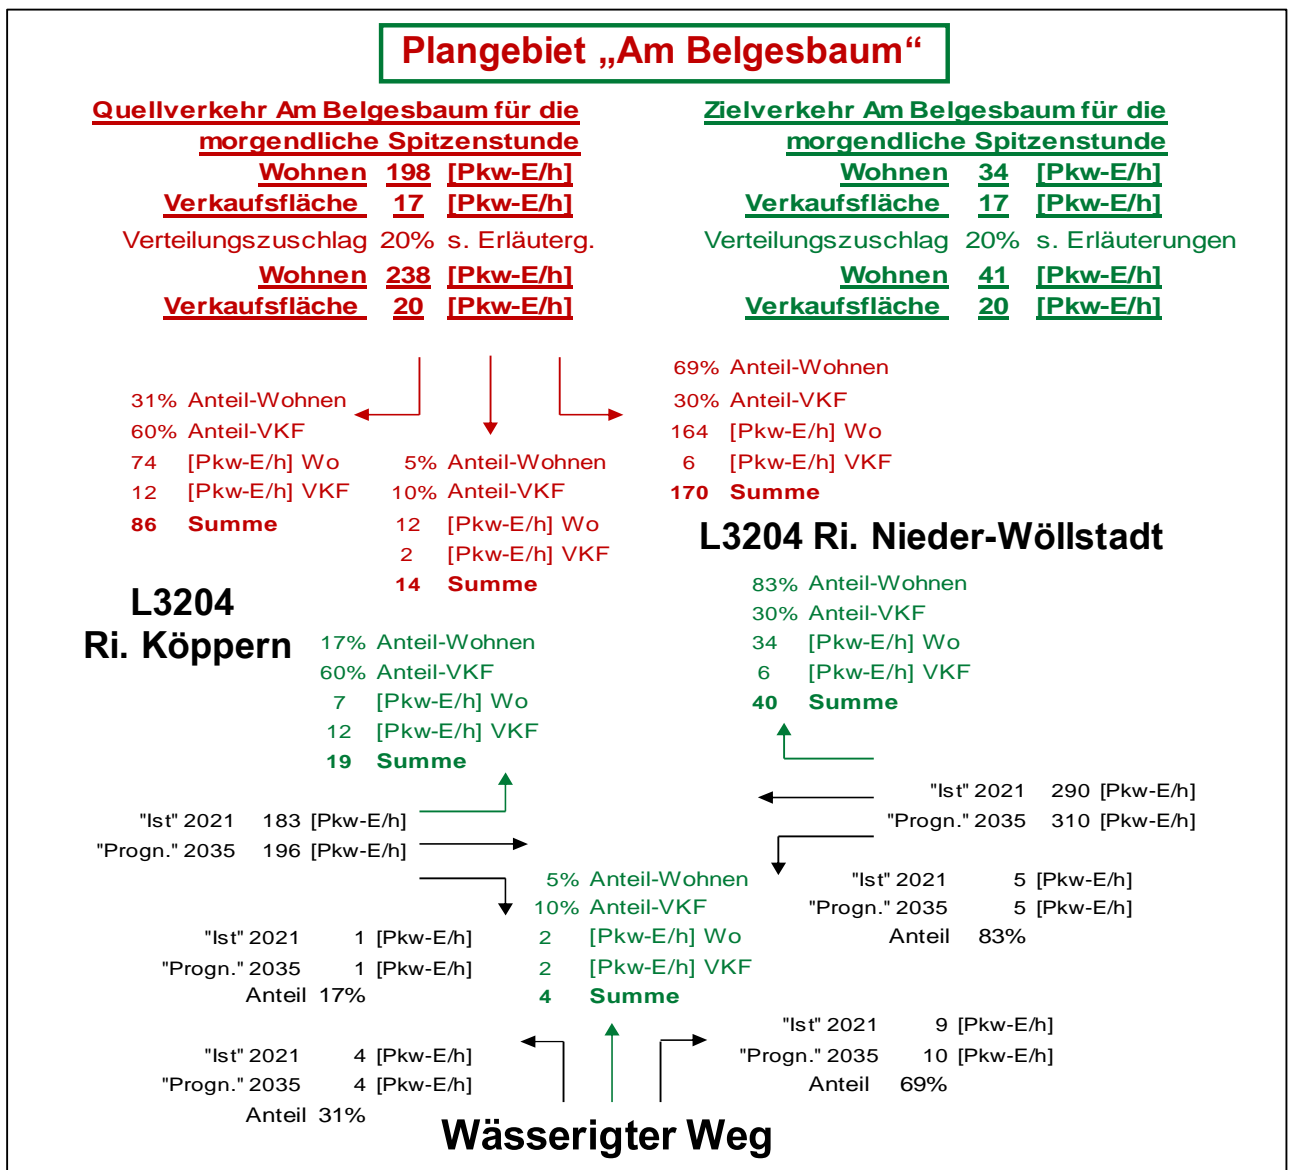 Plangebiet „Am Belgesbaum“
Quellverkehr Am Belgesbaum für die
morgendliche Spitzenstunde
Wohnen 198 [Pkw-E/h]
Verkaufsfläche 17 [Pkw-E/h]
Verteilungszuschlag 20% s. Erläuterg.
Wohnen 238 [Pkw-E/h]
Verkaufsfläche 20 [Pkw-E/h]
Zielverkehr Am Belgesbaum für die
morgendliche Spitzenstunde
Wohnen 34 [Pkw-E/h]
Verkaufsfläche 17 [Pkw-E/h]
Verteilungszuschlag 20% s. Erläuterungen
Wohnen 41 [Pkw-E/h]
Verkaufsfläche 20 [Pkw-E/h]
31% Anteil-Wohnen
60% Anteil-VKF
74 [Pkw-E/h] Wo
12 [Pkw-E/h] VKF
86 Summe
5% Anteil-Wohnen
10% Anteil-VKF
12 [Pkw-E/h] Wo
2 [Pkw-E/h] VKF
14 Summe
69% Anteil-Wohnen
30% Anteil-VKF
164 [Pkw-E/h] Wo
6 [Pkw-E/h] VKF
170 Summe
L3204 Ri. Nieder-Wöllstadt
83% Anteil-Wohnen
30% Anteil-VKF
34 [Pkw-E/h] Wo
6 [Pkw-E/h] VKF
40 Summe
L3204
Ri. Köppern
17% Anteil-Wohnen
60% Anteil-VKF
7 [Pkw-E/h] Wo
12 [Pkw-E/h] VKF
19 Summe
"Ist" 2021 183 [Pkw-E/h]
"Progn." 2035 196 [Pkw-E/h]
"Ist" 2021 290 [Pkw-E/h]
"Progn." 2035 310 [Pkw-E/h]
"Ist" 2021 5 [Pkw-E/h]
"Progn." 2035 5 [Pkw-E/h]
Anteil 83%
5% Anteil-Wohnen
10% Anteil-VKF
2 [Pkw-E/h] Wo
2 [Pkw-E/h] VKF
4 Summe
"Ist" 2021 1 [Pkw-E/h]
"Progn." 2035 1 [Pkw-E/h]
Anteil 17%
"Ist" 2021 4 [Pkw-E/h]
"Progn." 2035 4 [Pkw-E/h]
Anteil 31%
"Ist" 2021 9 [Pkw-E/h]
"Progn." 2035 10 [Pkw-E/h]
Anteil 69%
Wässerigter Weg